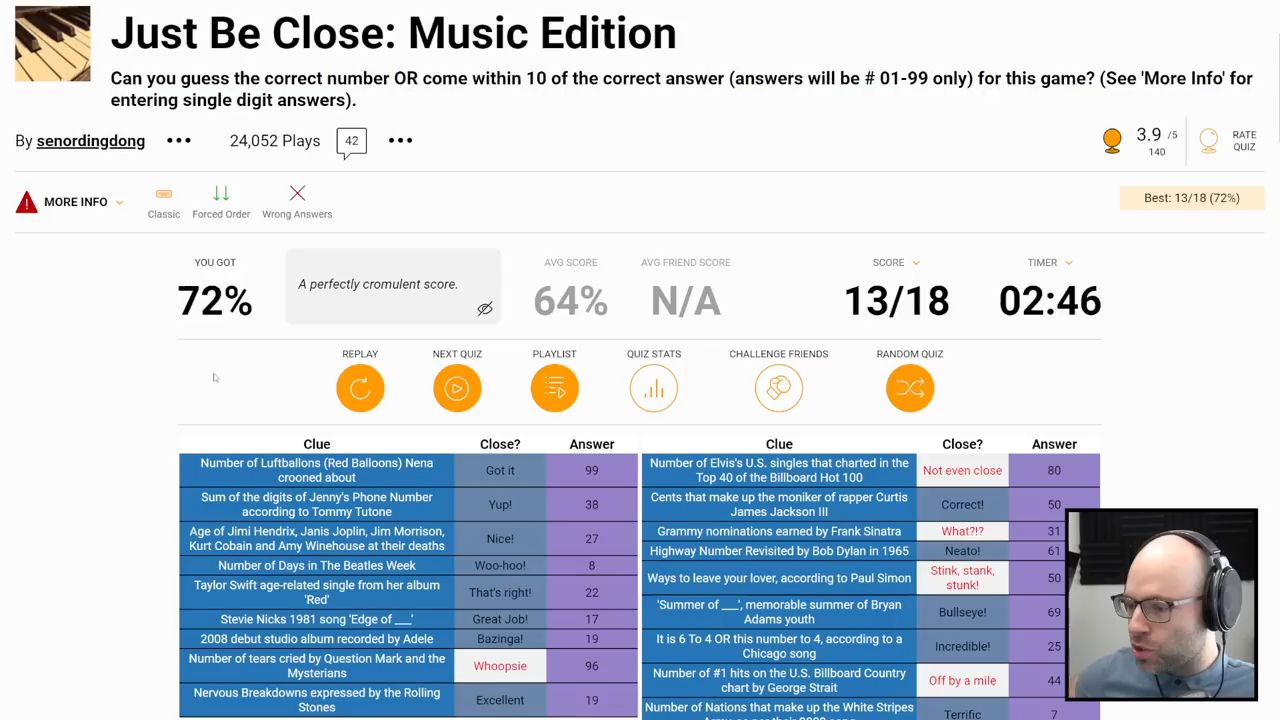 Just Be Close: Music Edition
Can you guess the correct number OR come within 10 of the correct answer (answers will be # 01-99 only) for this game? (See 'More Info' for
entering single digit answers).
By senordingdong ••• 24,052 Plays 42 •••
3.9 /5
140
RATE
QUIZ
MORE INFO
Classic
Forced Order
Wrong Answers
Best: 13/18 (72%)
YOU GOT
72%
A perfectly cromulent score.
AVG SCORE
64%
AVG FRIEND SCORE
N/A
SCORE
13/18
TIMER
02:46
REPLAY
NEXT QUIZ
PLAYLIST
QUIZ STATS
CHALLENGE FRIENDS
RANDOM QUIZ
Clue Close? Answer
Number of Luftballons (Red Balloons) Nena
crooned about
Got it
99
Sum of the digits of Jenny's Phone Number
according to Tommy Tutone
Yup!
38
Age of Jimi Hendrix, Janis Joplin, Jim Morrison,
Kurt Cobain and Amy Winehouse at their deaths
Nice!
27
Number of Days in The Beatles Week Woo-hoo! 8
Taylor Swift age-related single from her album
'Red'
That's right!
22
Stevie Nicks 1981 song 'Edge of ___' Great Job! 17
2008 debut studio album recorded by Adele Bazinga! 19
Number of tears cried by Question Mark and the
Mysterians
Whoopsie
96
Nervous Breakdowns expressed by the Rolling
Stones
Excellent
19
Clue Close? Answer
Number of Elvis's U.S. singles that charted in the
Top 40 of the Billboard Hot 100
Not even close
80
Cents that make up the moniker of rapper Curtis
James Jackson III
Correct!
50
Grammy nominations earned by Frank Sinatra What?!? 31
Highway Number Revisited by Bob Dylan in 1965 Neato! 61
Ways to leave your lover, according to Paul Simon
Stink, stank,
stunk!
50
'Summer of ___', memorable summer of Bryan
Adams youth
Bullseye!
69
It is 6 To 4 OR this number to 4, according to a
Chicago song
Incredible!
25
Number of #1 hits on the U.S. Billboard Country
chart by George Strait
Off by a mile
44
Number of Nations that make up the White Stripes
Terrific
7